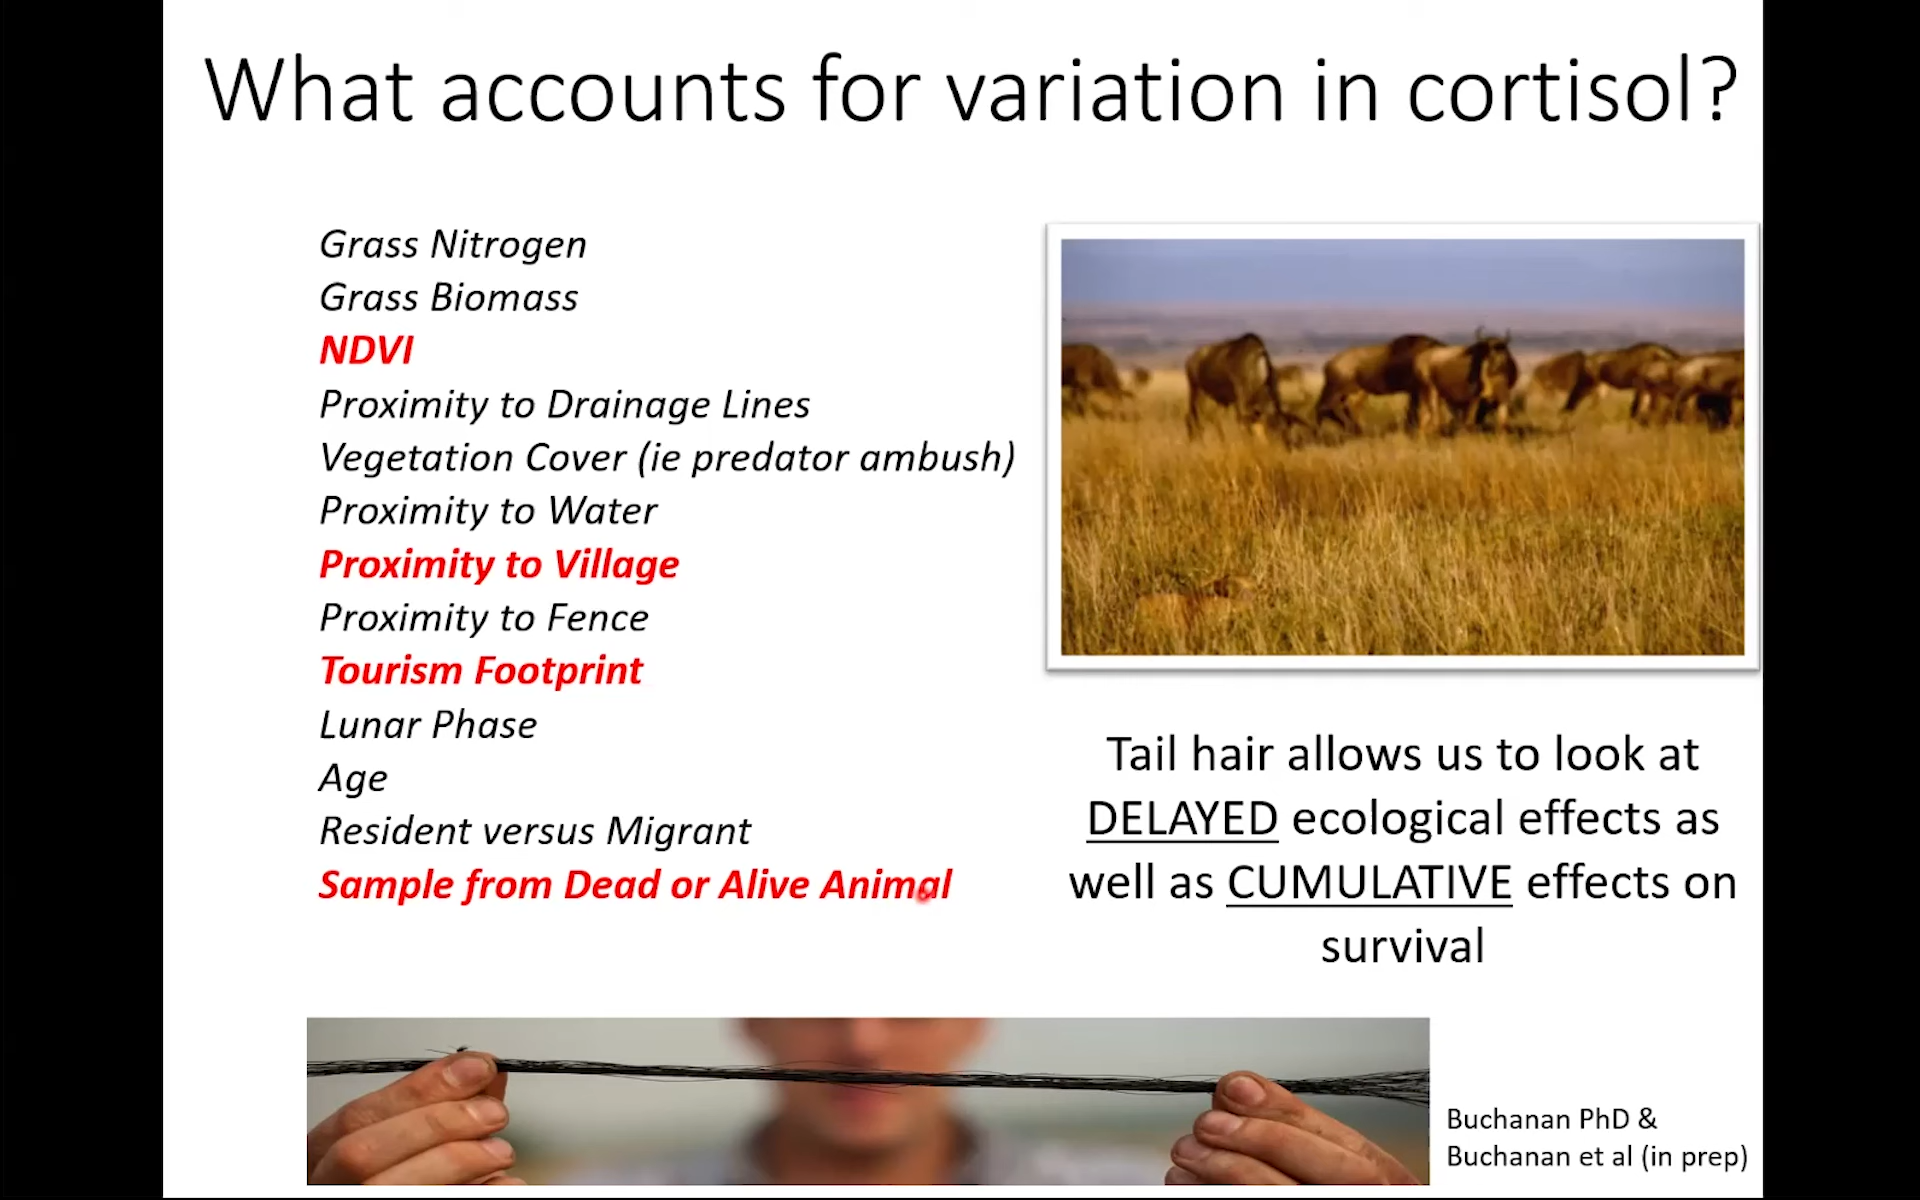 What accounts for variation in cortisol?
Grass Nitrogen
Grass Biomass
NDVI
Proximity to Drainage Lines
Vegetation Cover (ie predator ambush)
Proximity to Water
Proximity to Village
Proximity to Fence
Tourism Footprint
Lunar Phase
Age
Resident versus Migrant
Sample from Dead or Alive Animal
Tail hair allows us to look at
DELAYED ecological effects as
well as CUMULATIVE effects on
survival
Buchanan PhD &
Buchanan et al (in prep)